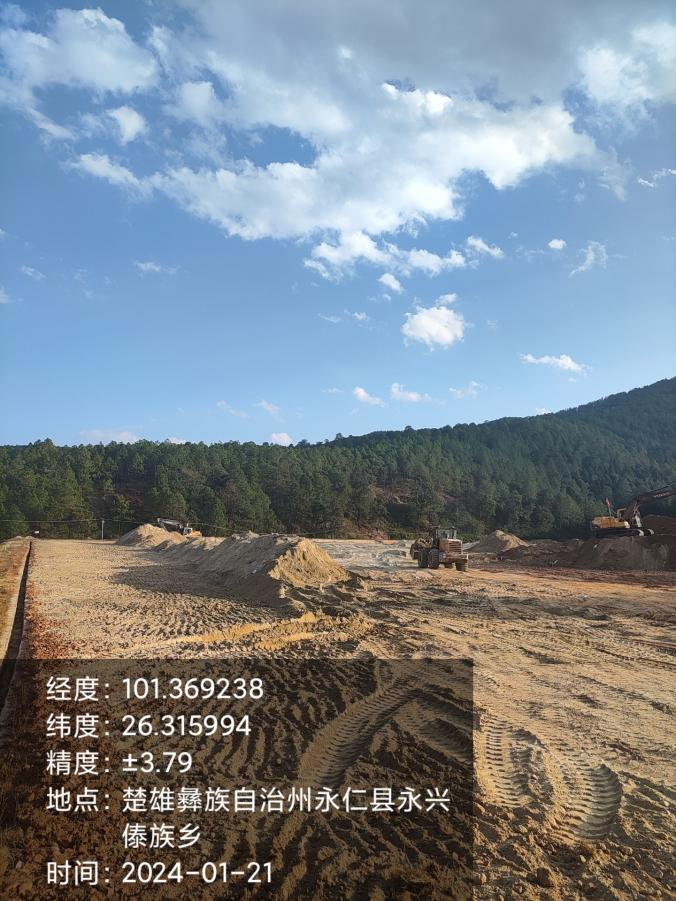 经度：101.369238
纬度：26.315994
精度：±3.79
地点：楚雄彝族自治州永仁县永兴
傣族乡
时间：2024-01-21